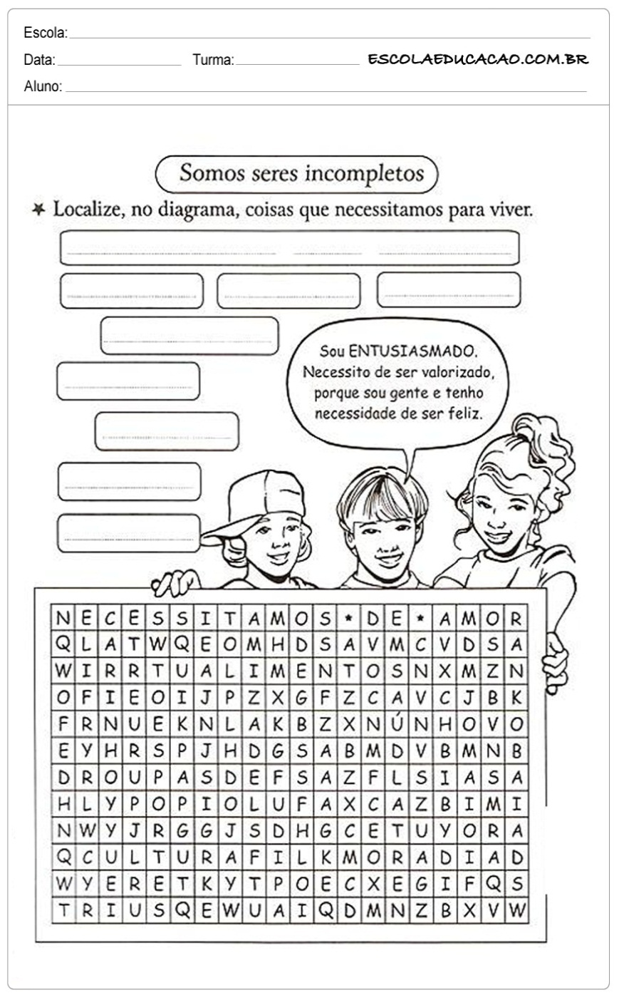 Escola:
Data: Turma: ESCOLAEDUCACAO.COM.BR
Aluno:
Somos seres incompletos
★ Localize, no diagrama, coisas que necessitamos para viver.
Sou ENTUSIASMADO.
Necessito de ser valorizado,
porque sou gente e tenho
necessidade de ser feliz.
N E C E S S I T A M O S * D E * A M O R
Q L A T W Q E O M H D S A V M C V D S A
W I R R T U A L I M E N T O S N X M Z N
O F I E O I J P Z X G F Z C A V C J B K
F R N U E K N L A K B Z X N Ú N H O V O
E Y H R S P J H D G S A B M D V B M N B
D R O U P A S D E F S A Z F L S I A S A
H L Y P O P I O L U F A X C A Z B I M I
N W Y J R G G J S D H G C E T U Y O R A
Q C U L T U R A F I L K M O R A D I A D
W Y E R E T K Y T P O E C X E G I F Q S
T R I U S Q E W U A I Q D M N Z B X V W